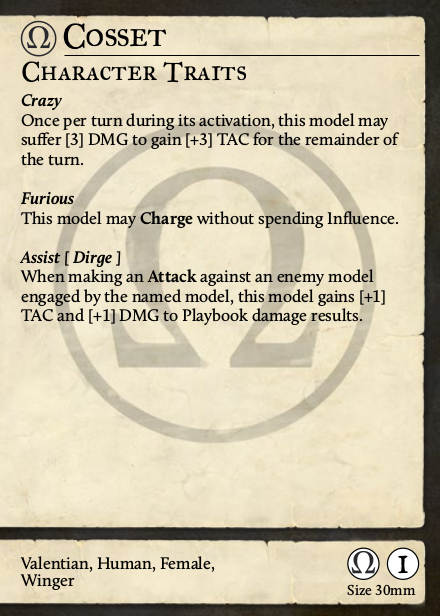 Ω Cosset
Character Traits
Crazy
Once per turn during its activation, this model may
suffer [3] DMG to gain [+3] TAC for the remainder of
the turn.
Furious
This model may Charge without spending Influence.
Assist [ Dirge ]
When making an Attack against an enemy model
engaged by the named model, this model gains [+1]
TAC and [+1] DMG to Playbook damage results.
Ω
Valentian, Human, Female,
Winger
Ω 1
Size 30mm